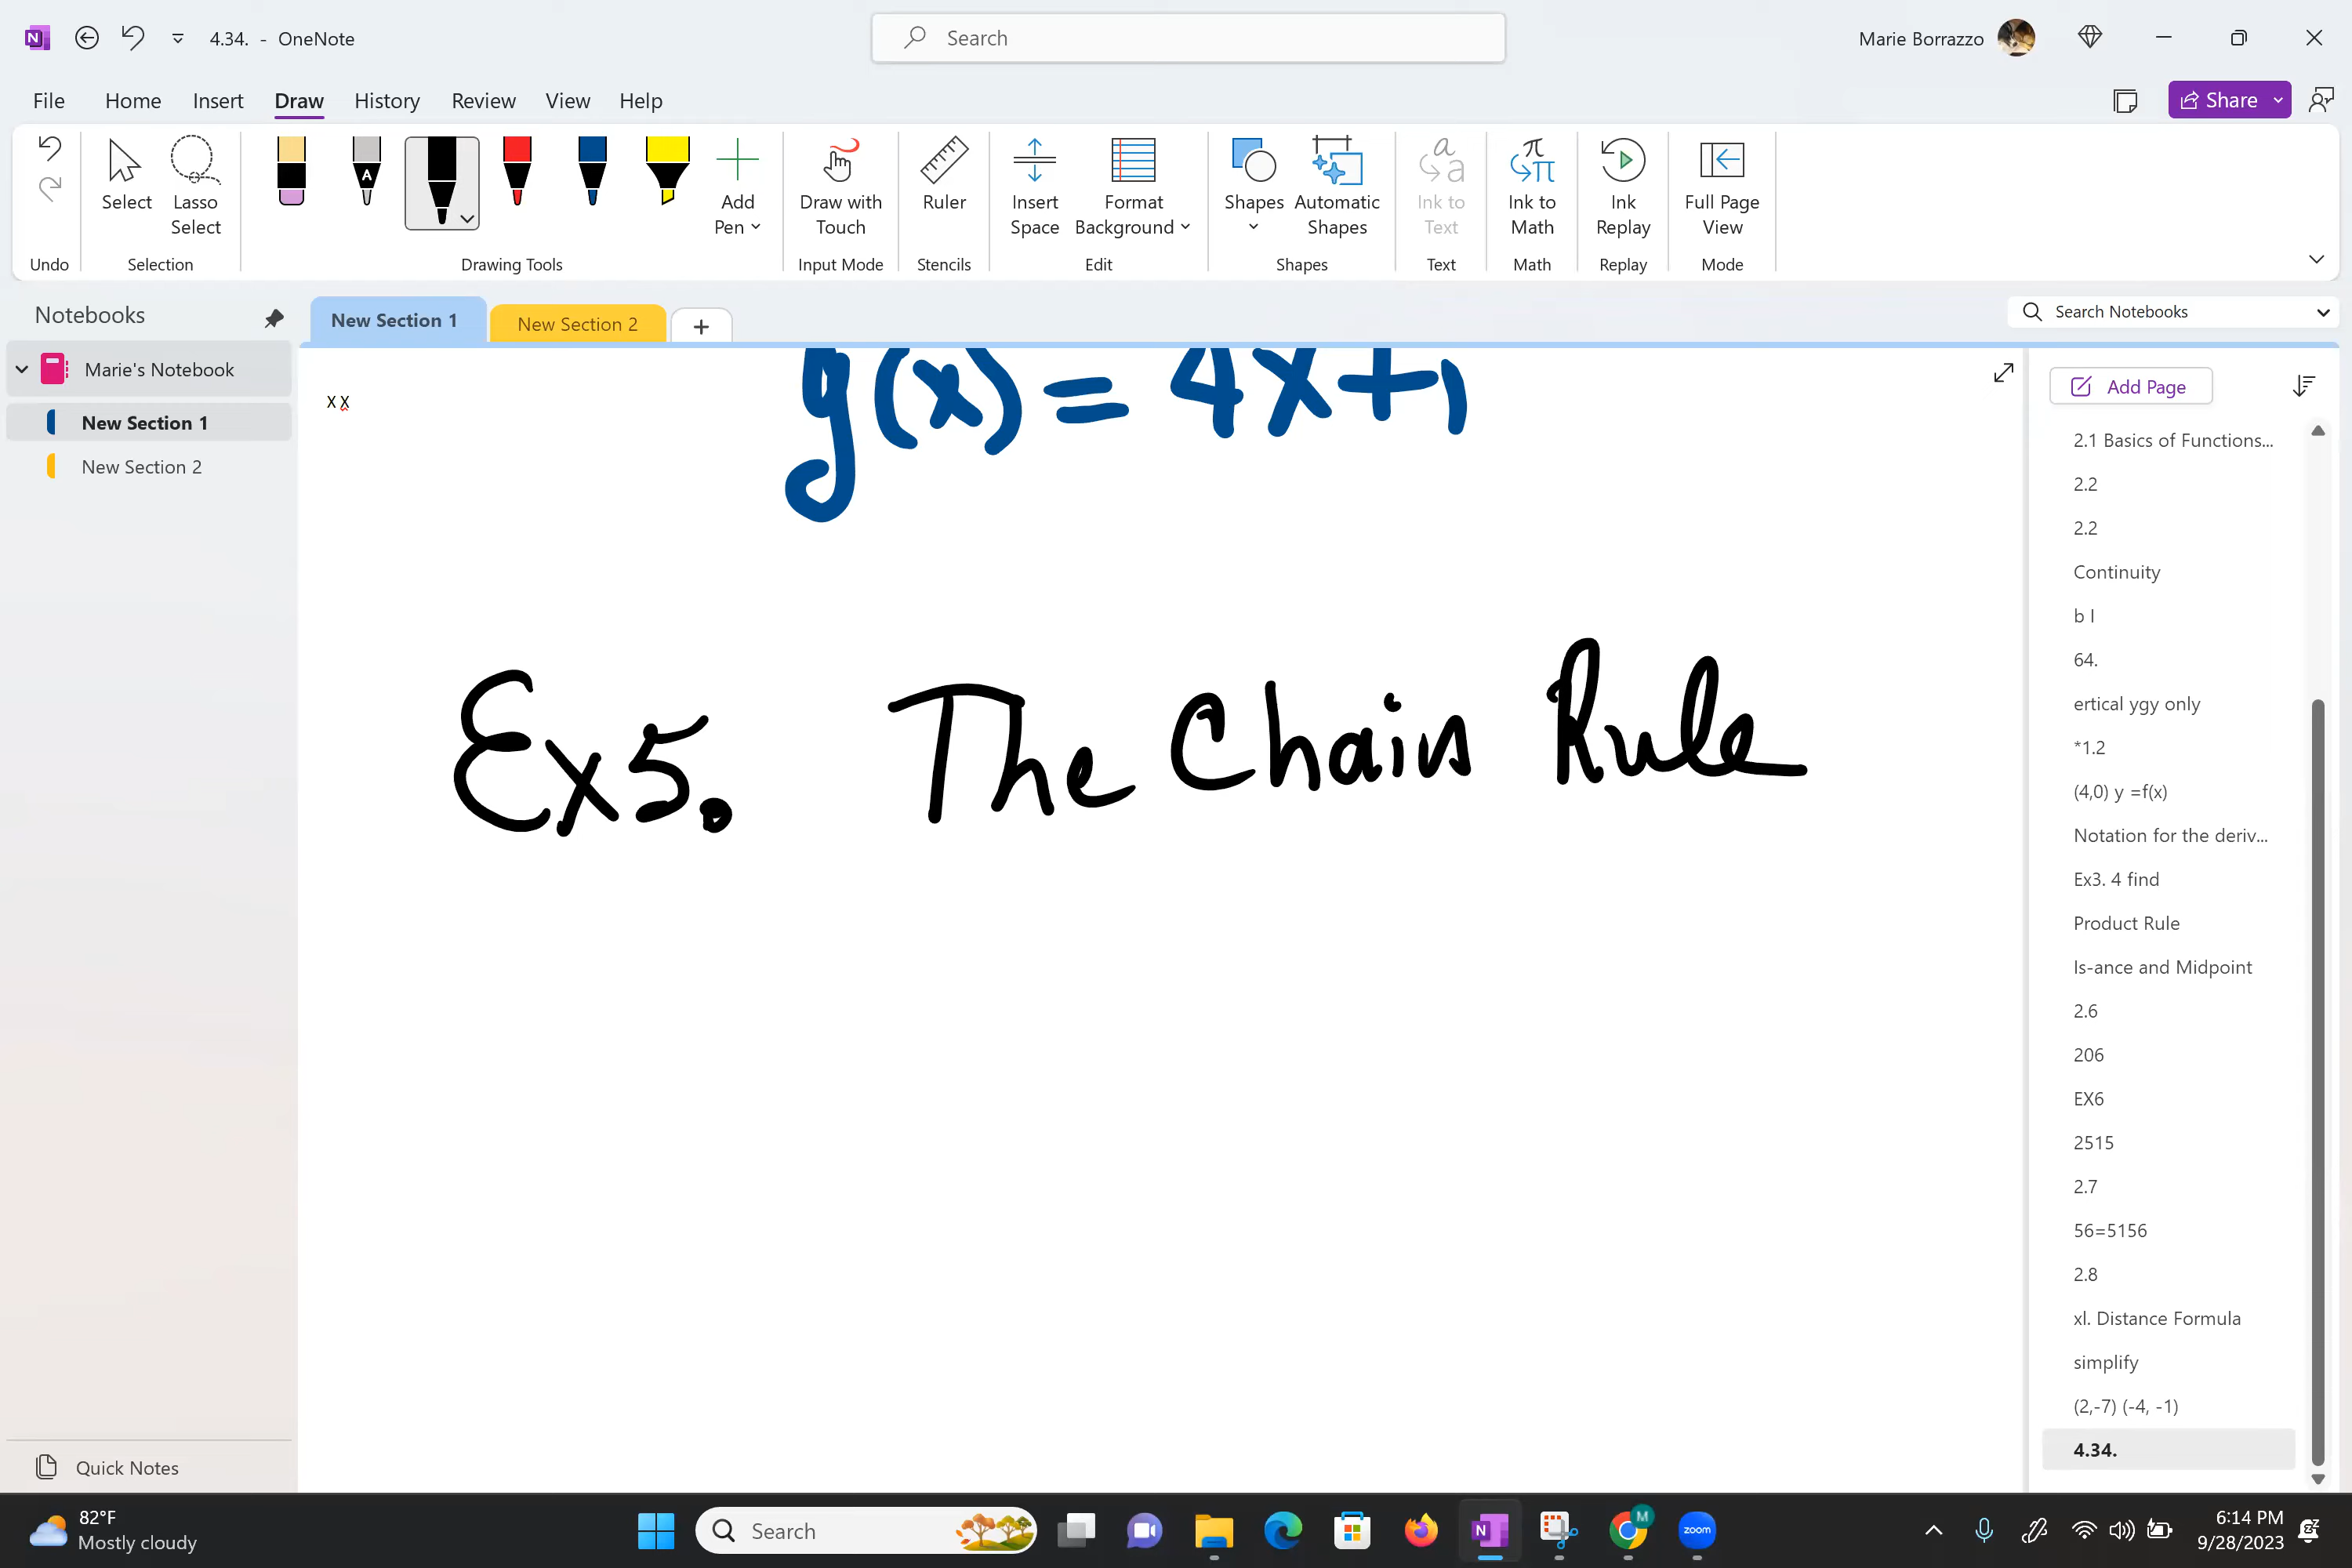 4.34. - OneNote
Search
Marie Borrazzo
File Home Insert Draw History Review View Help
Share
Select
Lasso Select
A
Add Pen
Draw with Touch
Ruler
Insert Space
Format Background
Shapes
Automatic Shapes
Ink to Text
Ink to Math
Ink Replay
Full Page View
Undo Selection Drawing Tools Input Mode Stencils Edit Shapes Text Math Replay Mode
Notebooks
New Section 1
New Section 2
+
Search Notebooks
Marie's Notebook
New Section 1
New Section 2
x x
g(x) = 4x+1
Ex5. The Chain Rule
Add Page
2.1 Basics of Functions...
2.2
2.2
Continuity
b I
64.
ertical ygy only
*1.2
(4,0) y =f(x)
Notation for the deriv...
Ex3. 4 find
Product Rule
Is-ance and Midpoint
2.6
206
EX6
2515
2.7
56=5156
2.8
xl. Distance Formula
simplify
(2,-7) (-4, -1)
4.34.
Quick Notes
82°F
Mostly cloudy
Search
zoom
6:14 PM
9/28/2023